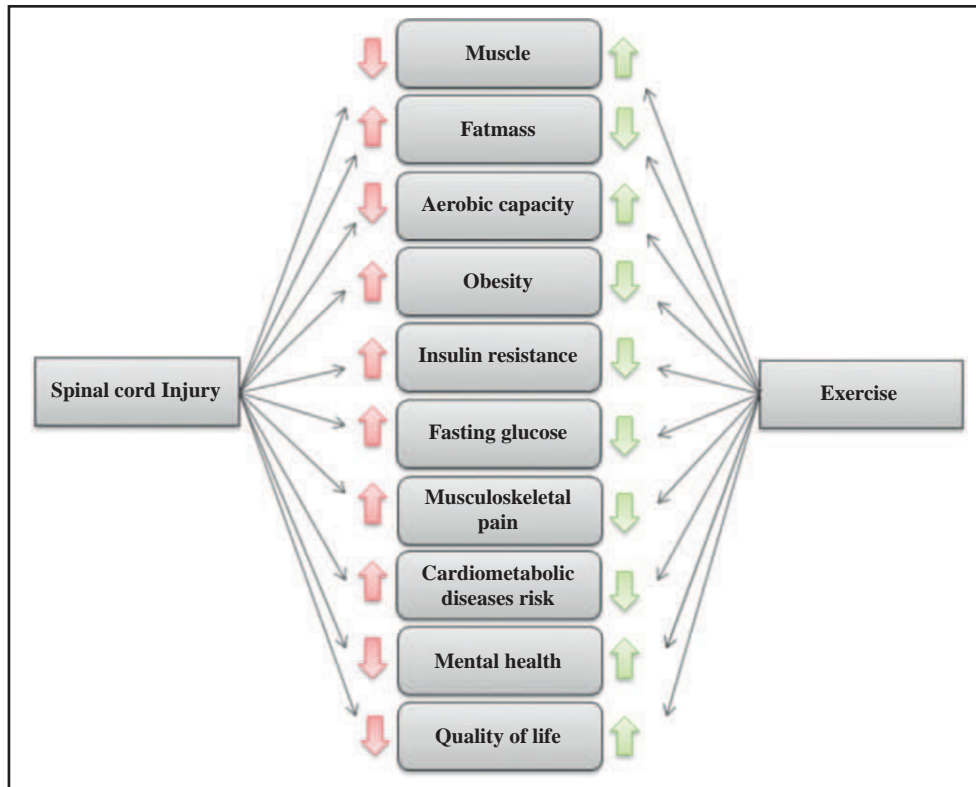 Muscle
Fatmass
Aerobic capacity
Obesity
Insulin resistance
Spinal cord Injury
Exercise
Fasting glucose
Musculoskeletal
pain
Cardiometabolic
diseases risk
Mental health
Quality of life